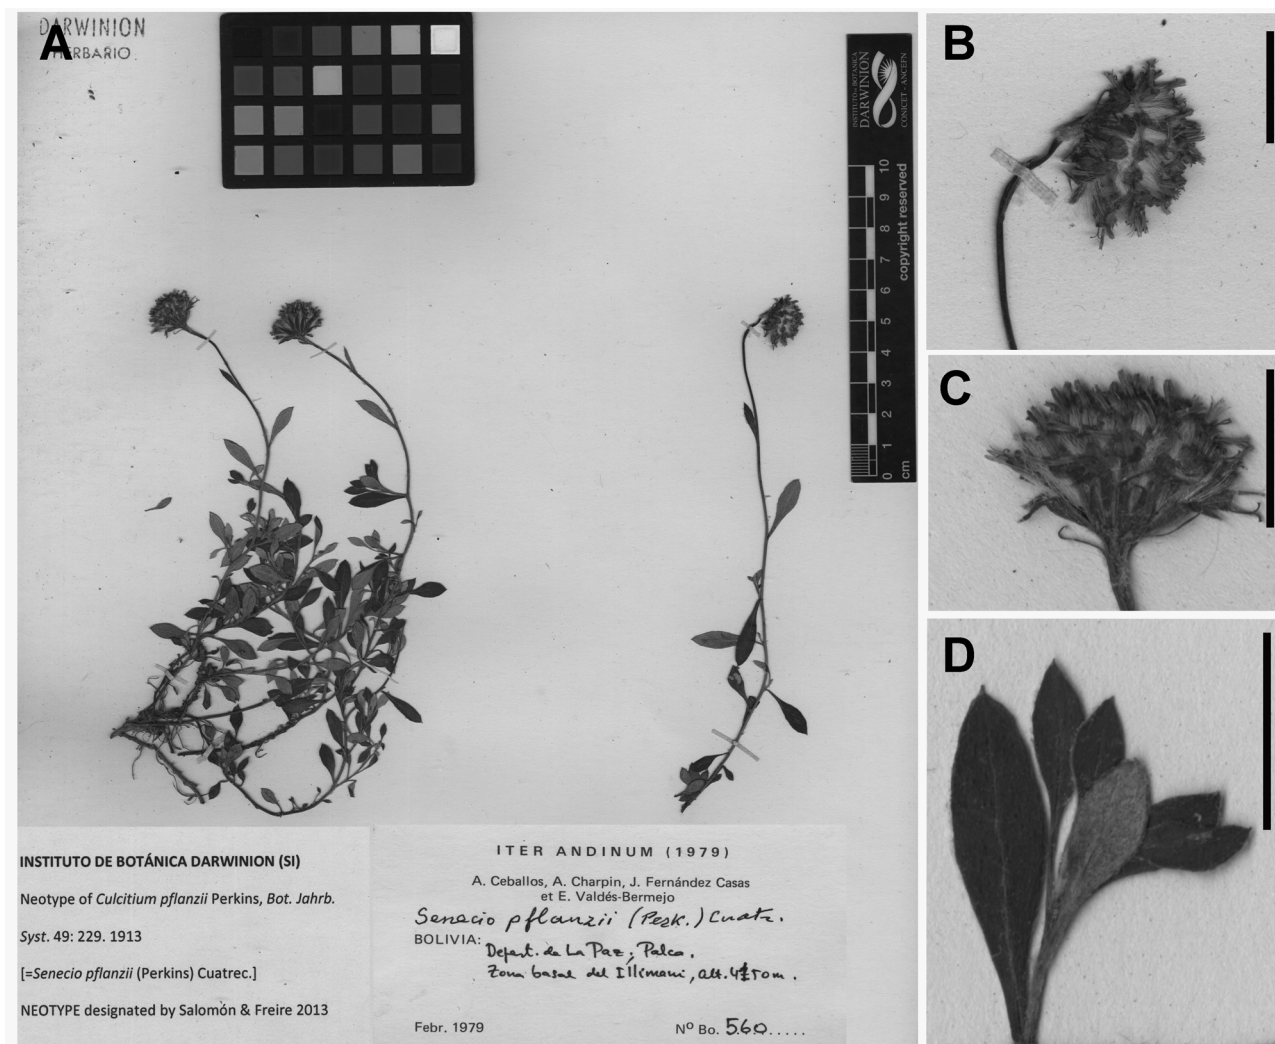 A
DARWINION
HERBARIO
INSTITUTO DE BOTÁNICA
DARWINION
CONICET - ANCEFN
copyright reserved
10
9
8
7
6
5
4
3
2
1
0
cm
B
C
D
INSTITUTO DE BOTÁNICA DARWINION (SI)
Neotype of Culcitium pflanzii Perkins, Bot. Jahrb.
Syst. 49: 229. 1913
[=Senecio pflanzii (Perkins) Cuatrec.]
NEOTYPE designated by Salomón & Freire 2013
ITER ANDINUM (1979)
A. Ceballos, A. Charpin, J. Fernández Casas
et E. Valdés-Bermejo
Senecio pflanzii (Perk.) Cuatr.
BOLIVIA: Depart. de La Paz; Palca.
Zona basal del Illimani, alt. m.
Febr. 1979
Nº Bo. 560.....